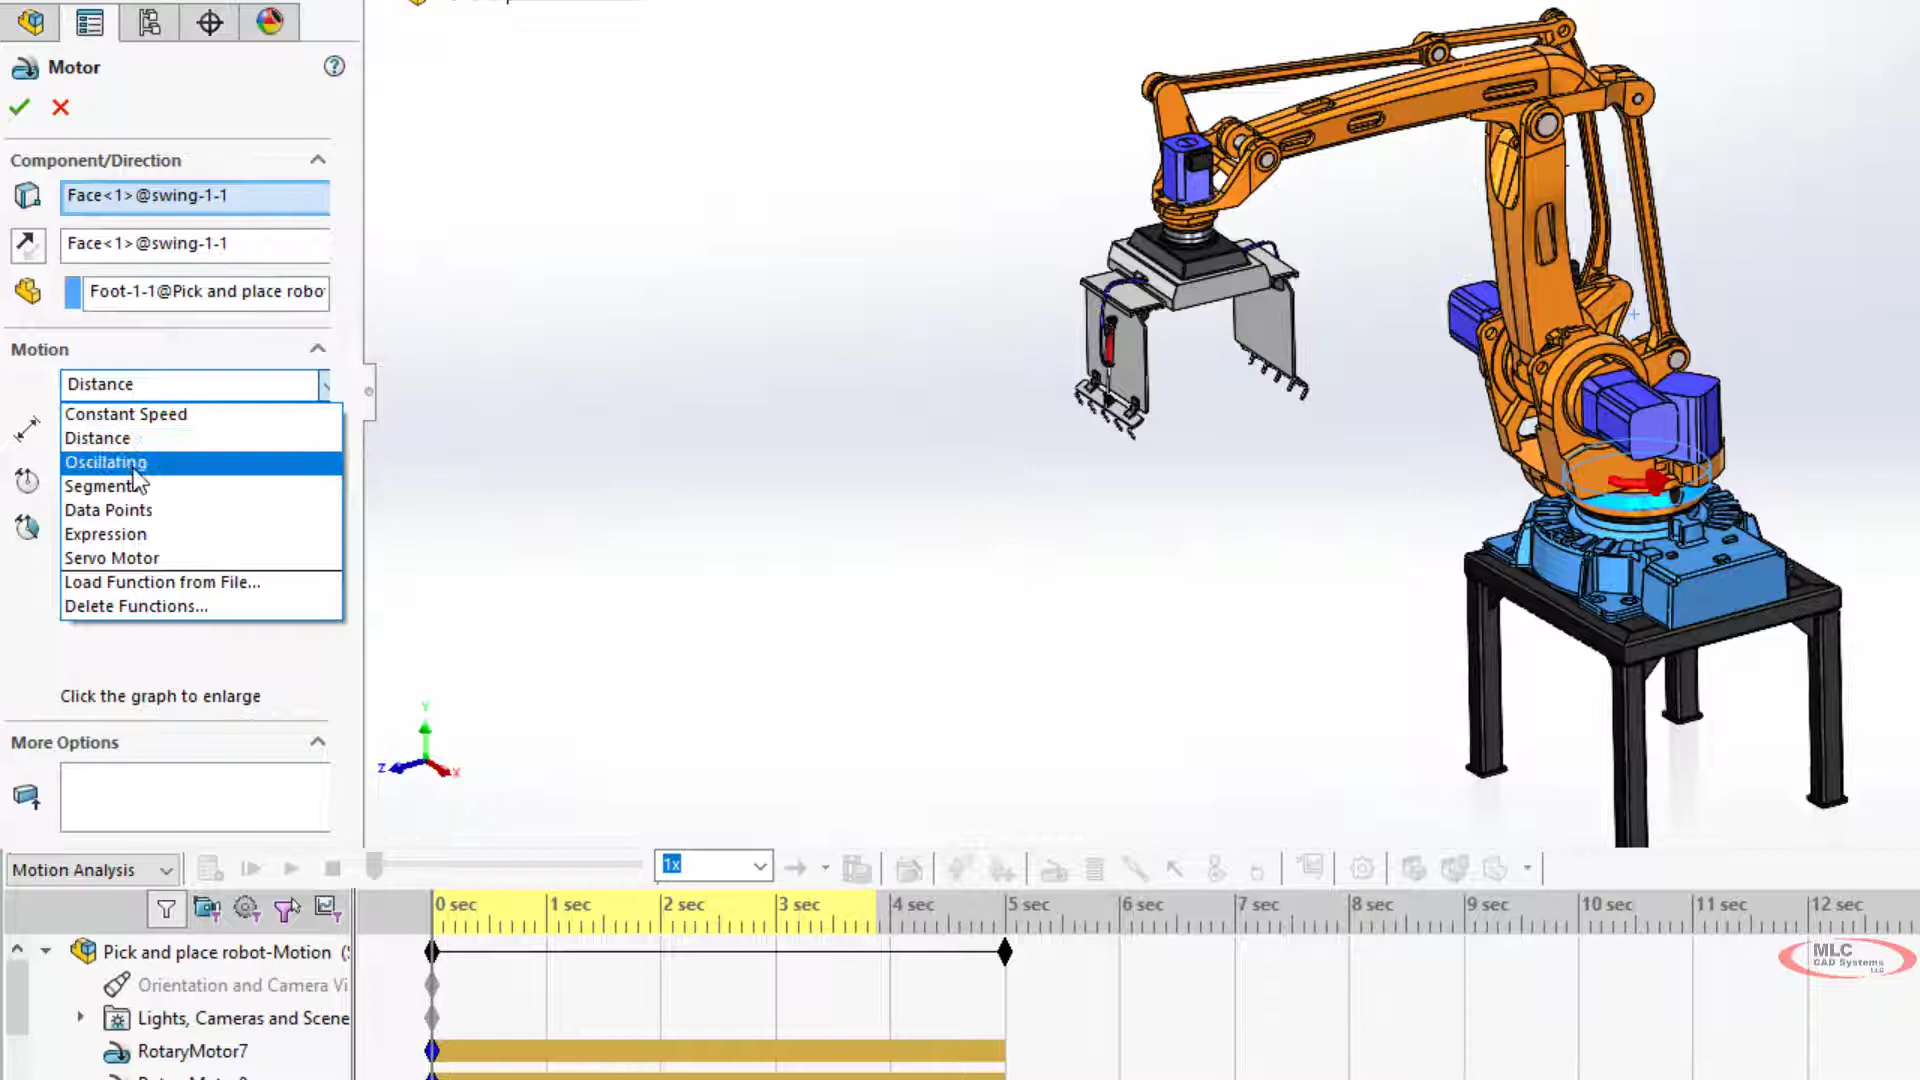 Motor
Component/Direction
Face<1>@swing-1-1
Face<1>@swing-1-1
Foot-1-1@Pick and place robo
Motion
Distance
Constant Speed
Distance
Oscillating
Segment
Data Points
Expression
Servo Motor
Load Function from File...
Delete Functions...
Click the graph to enlarge
More Options
Y
Z
X
Motion Analysis
1x
0 sec
1 sec
2 sec
3 sec
4 sec
5 sec
6 sec
7 sec
8 sec
9 sec
10 sec
11 sec
12 sec
Pick and place robot-Motion (
Orientation and Camera Vi
Lights, Cameras and Scene
RotaryMotor7
MLC
CAD Systems
LLC